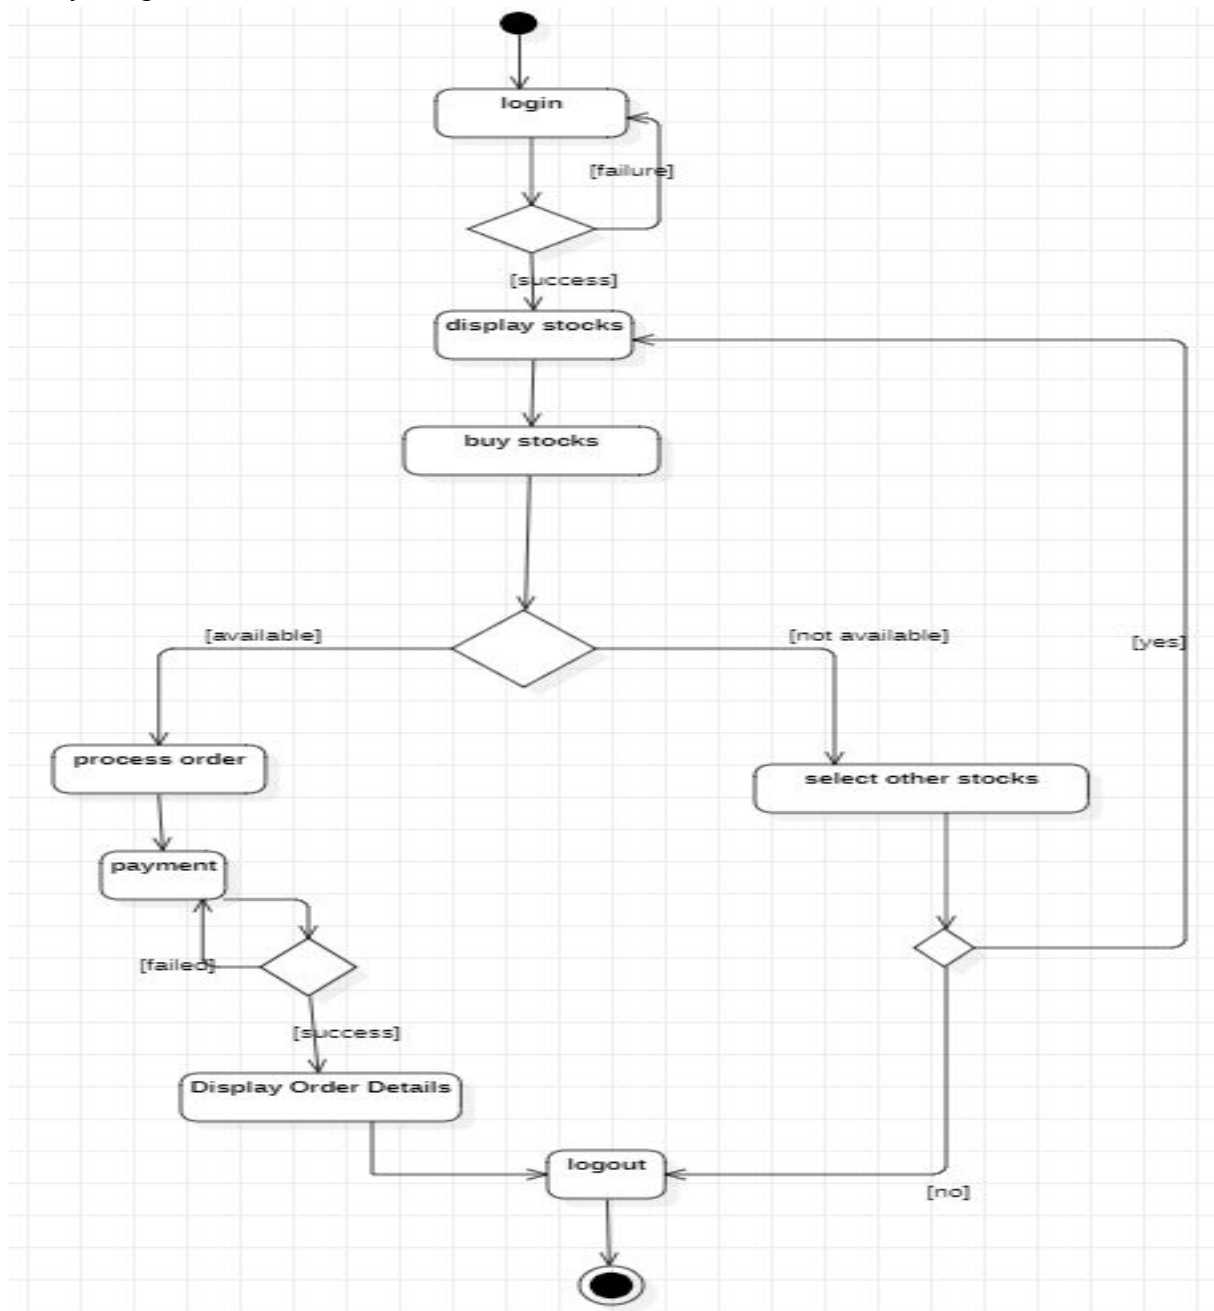 login
[failure]
[success]
display stocks
buy stocks
[available]
[not available]
[yes]
process order
select other stocks
payment
[failed]
[success]
Display Order Details
logout
[no]